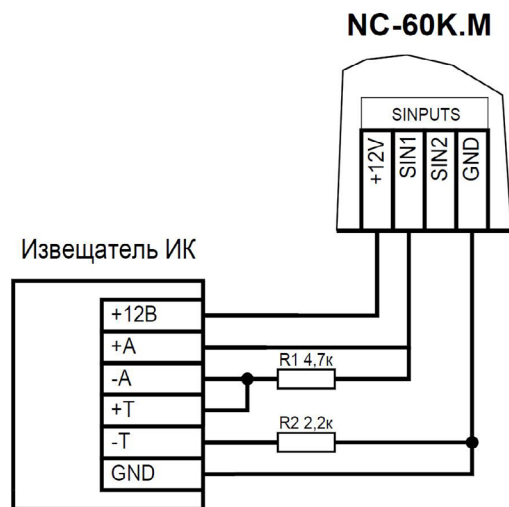 NC-60K.M
SINPUTS
+12V
SIN1
SIN2
GND
Извещатель ИК
+12В
+A
-A
+T
-T
GND
R1 4,7к
R2 2,2к